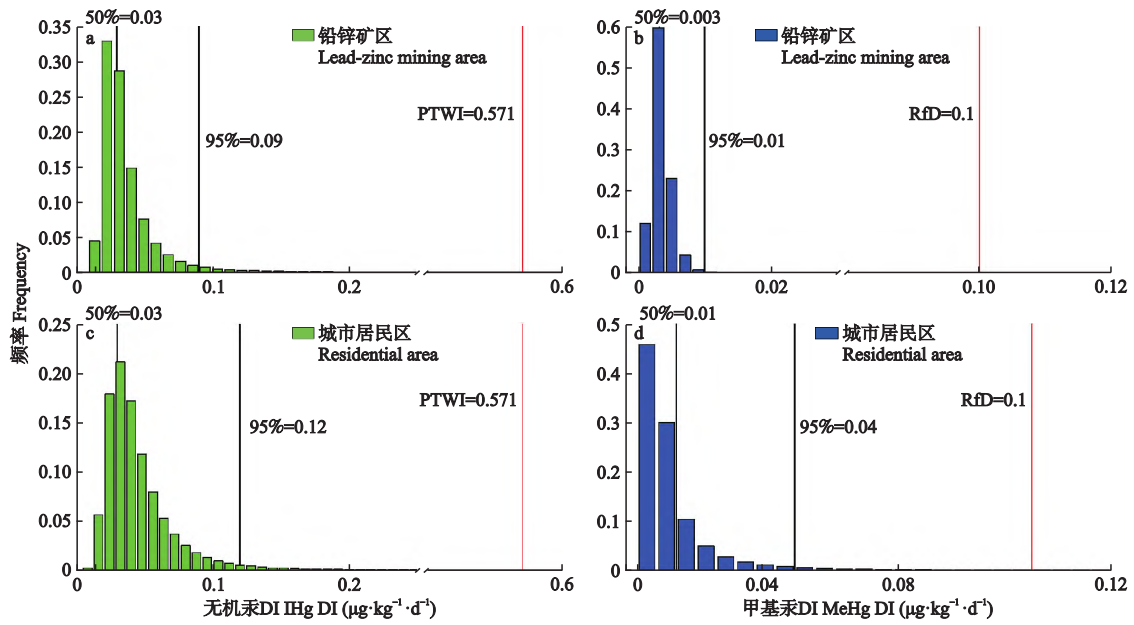 频率 Frequency
50%=0.03
a
铅锌矿区
Lead-zinc mining area
PTWI=0.571
95%=0.09
0.35
0.30
0.25
0.20
0.15
0.10
0.05
0
0 0.1 0.2 0.6
50%=0.003
b
铅锌矿区
Lead-zinc mining area
RfD=0.1
95%=0.01
0.6
0.5
0.4
0.3
0.2
0.1
0
0 0.02 0.10 0.12
50%=0.03
c
城市居民区
Residential area
PTWI=0.571
95%=0.12
0.25
0.20
0.15
0.10
0.05
0
0 0.1 0.2 0.6
无机汞DI IHg DI (μg·kg⁻¹·d⁻¹)
50%=0.01
d
城市居民区
Residential area
RfD=0.1
95%=0.04
0.5
0.4
0.3
0.2
0.1
0
0 0.04 0.08 0.12
甲基汞DI MeHg DI (μg·kg⁻¹·d⁻¹)